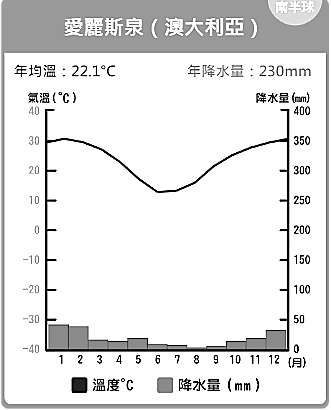 南半球
愛麗斯泉（澳大利亞）
年均溫：22.1°C 年降水量：230mm
氣溫(°C) 降水量(mm)
40 400
30 350
20 300
10 250
0 200
-10 150
-20 100
-30 50
-40 0
1 2 3 4 5 6 7 8 9 10 11 12 (月)
溫度°C 降水量（mm）